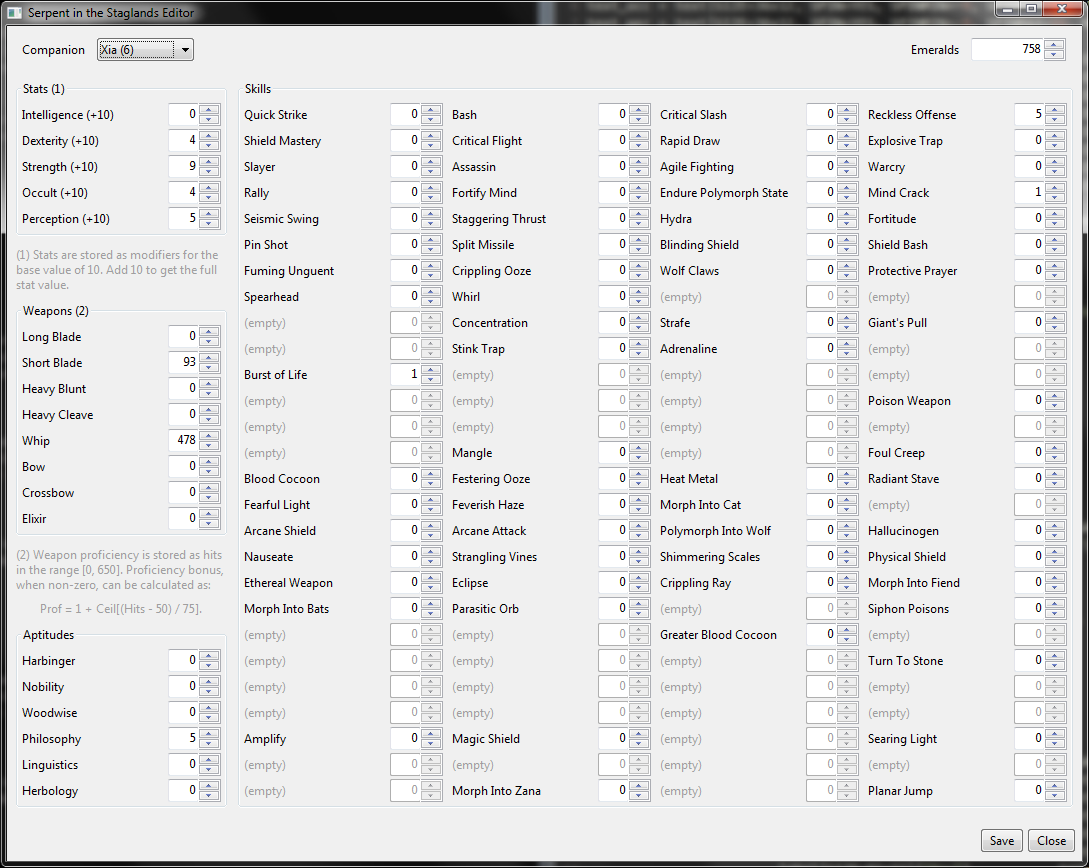 Serpent in the Staglands Editor
Companion Xia (6) Emeralds 758
Stats (1)
Intelligence (+10) 0
Dexterity (+10) 4
Strength (+10) 9
Occult (+10) 4
Perception (+10) 5
(1) Stats are stored as modifiers for the
base value of 10. Add 10 to get the full
stat value.
Weapons (2)
Long Blade 0
Short Blade 93
Heavy Blunt 0
Heavy Cleave 0
Whip 478
Bow 0
Crossbow 0
Elixir 0
(2) Weapon proficiency is stored as hits
in the range [0, 650]. Proficiency bonus,
when non-zero, can be calculated as:
Prof = 1 + Ceil[(Hits - 50) / 75].
Aptitudes
Harbinger 0
Nobility 0
Woodwise 0
Philosophy 5
Linguistics 0
Herbology 0
Skills
Quick Strike 0 Bash 0 Critical Slash 0 Reckless Offense 5
Shield Mastery 0 Critical Flight 0 Rapid Draw 0 Explosive Trap 0
Slayer 0 Assassin 0 Agile Fighting 0 Warcry 0
Rally 0 Fortify Mind 0 Endure Polymorph State 0 Mind Crack 1
Seismic Swing 0 Staggering Thrust 0 Hydra 0 Fortitude 0
Pin Shot 0 Split Missile 0 Blinding Shield 0 Shield Bash 0
Fuming Unguent 0 Crippling Ooze 0 Wolf Claws 0 Protective Prayer 0
Spearhead 0 Whirl 0 (empty) 0 (empty) 0
(empty) 0 Concentration 0 Strafe 0 Giant's Pull 0
(empty) 0 Stink Trap 0 Adrenaline 0 (empty) 0
Burst of Life 1 (empty) 0 (empty) 0 (empty) 0
(empty) 0 (empty) 0 (empty) 0 Poison Weapon 0
(empty) 0 (empty) 0 (empty) 0 (empty) 0
(empty) 0 Mangle 0 (empty) 0 Foul Creep 0
Blood Cocoon 0 Festering Ooze 0 Heat Metal 0 Radiant Stave 0
Fearful Light 0 Feverish Haze 0 Morph Into Cat 0 (empty) 0
Arcane Shield 0 Arcane Attack 0 Polymorph Into Wolf 0 Hallucinogen 0
Nauseate 0 Strangling Vines 0 Shimmering Scales 0 Physical Shield 0
Ethereal Weapon 0 Eclipse 0 Crippling Ray 0 Morph Into Fiend 0
Morph Into Bats 0 Parasitic Orb 0 (empty) 0 Siphon Poisons 0
(empty) 0 (empty) 0 Greater Blood Cocoon 0 (empty) 0
(empty) 0 (empty) 0 (empty) 0 Turn To Stone 0
(empty) 0 (empty) 0 (empty) 0 (empty) 0
(empty) 0 (empty) 0 (empty) 0 (empty) 0
Amplify 0 Magic Shield 0 (empty) 0 Searing Light 0
(empty) 0 (empty) 0 (empty) 0 (empty) 0
(empty) 0 Morph Into Zana 0 (empty) 0 Planar Jump 0
Save Close